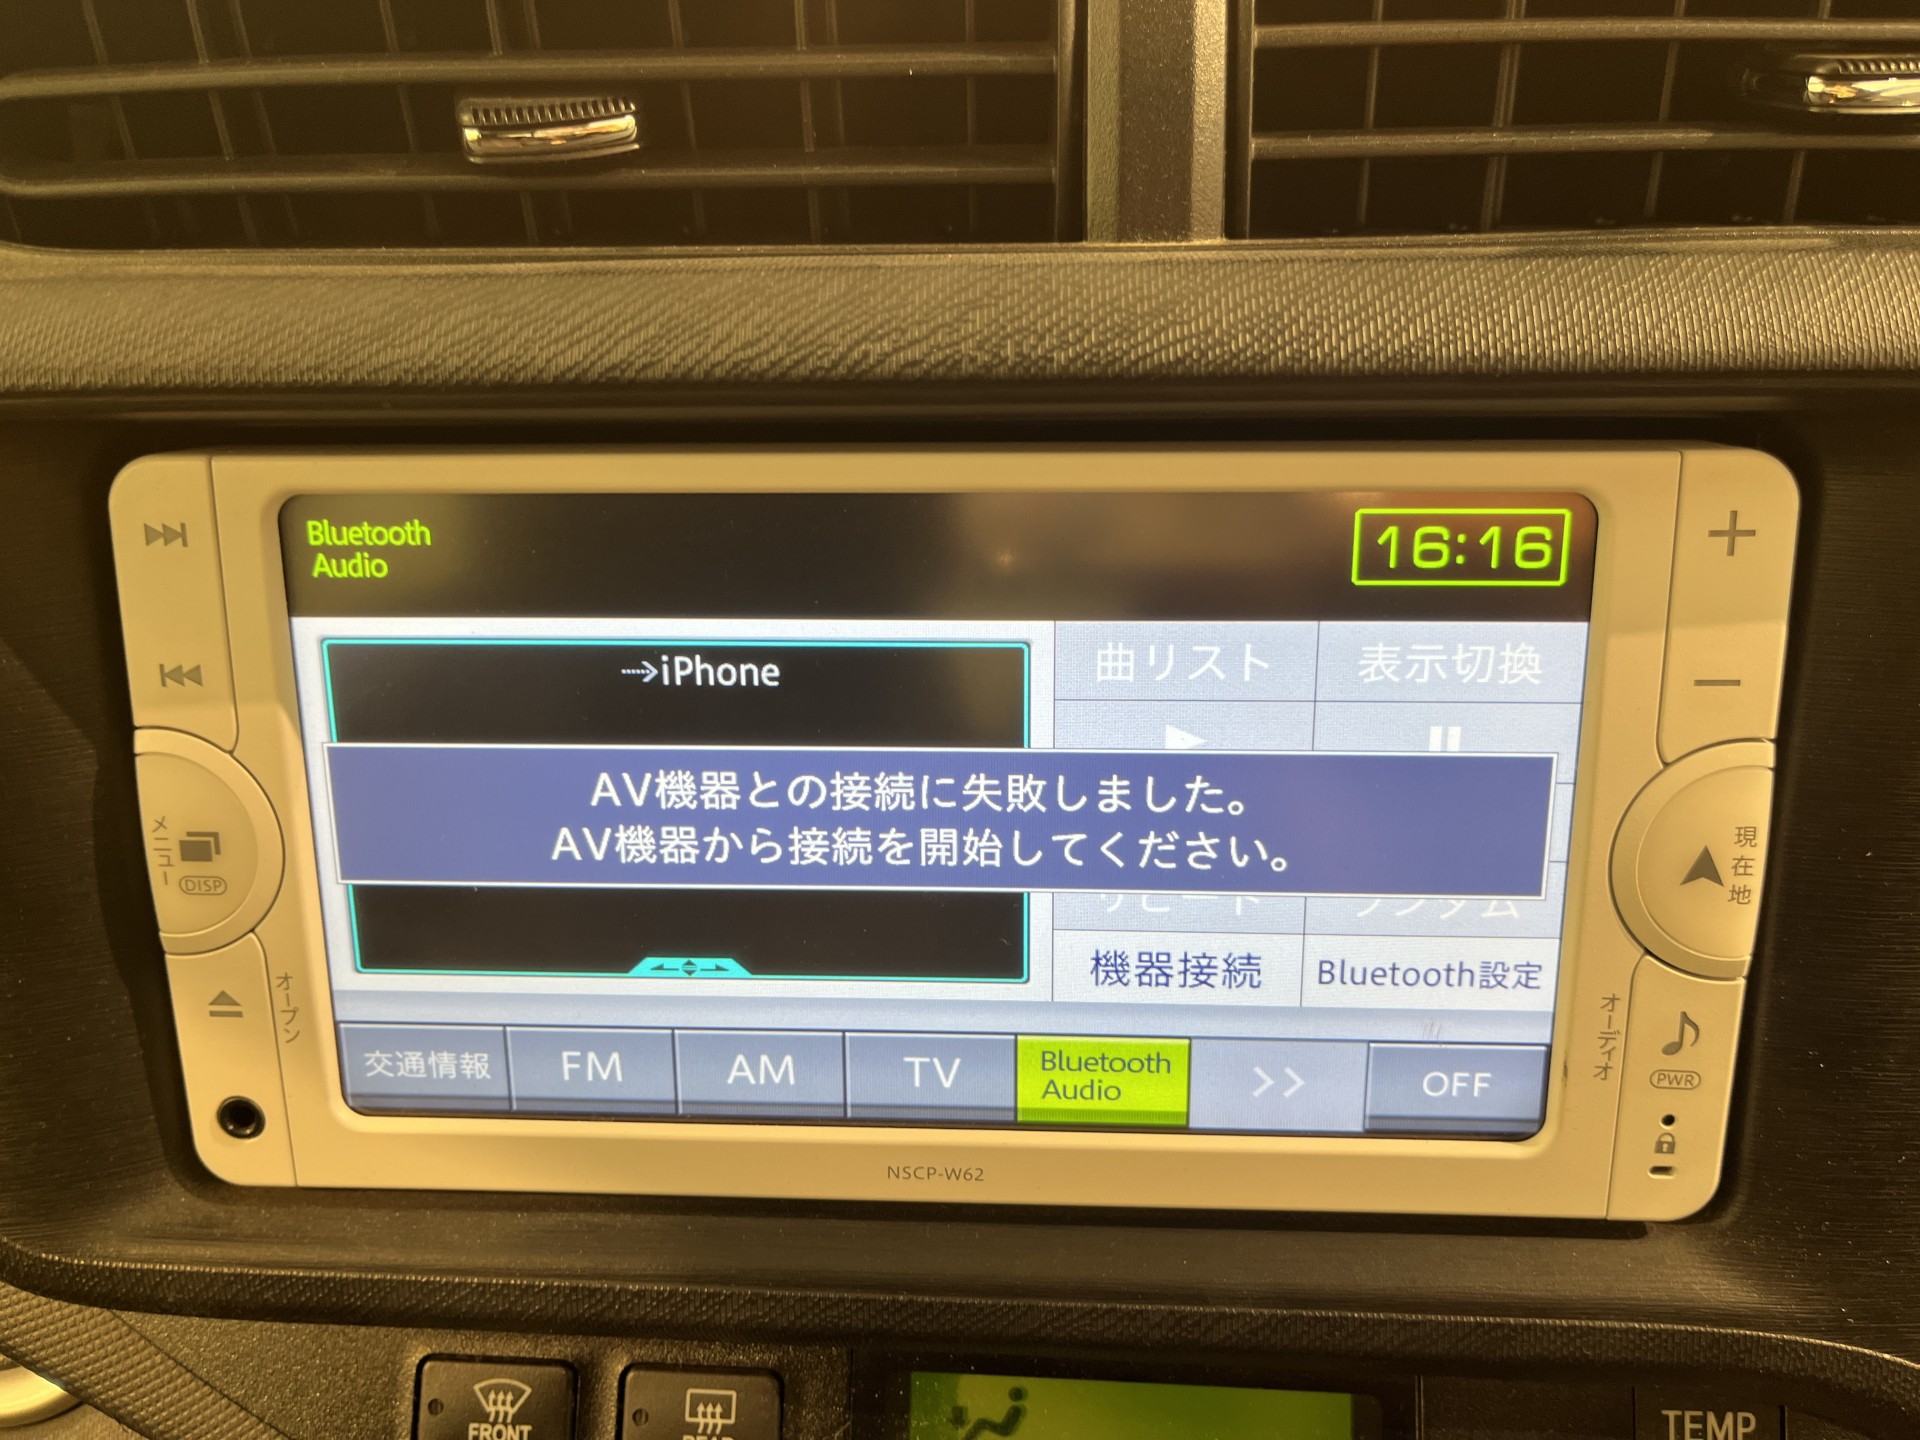 Bluetooth
Audio
16:16
iPhone
曲リスト
表示切換
AV機器との接続に失敗しました。
AV機器から接続を開始してください。
機器接続
Bluetooth設定
交通情報
FM
AM
TV
Bluetooth
Audio
>>
OFF
メニュー
DISP
オープン
現在地
オーディオ
PWR
NSCP-W62
FRONT
TEMP